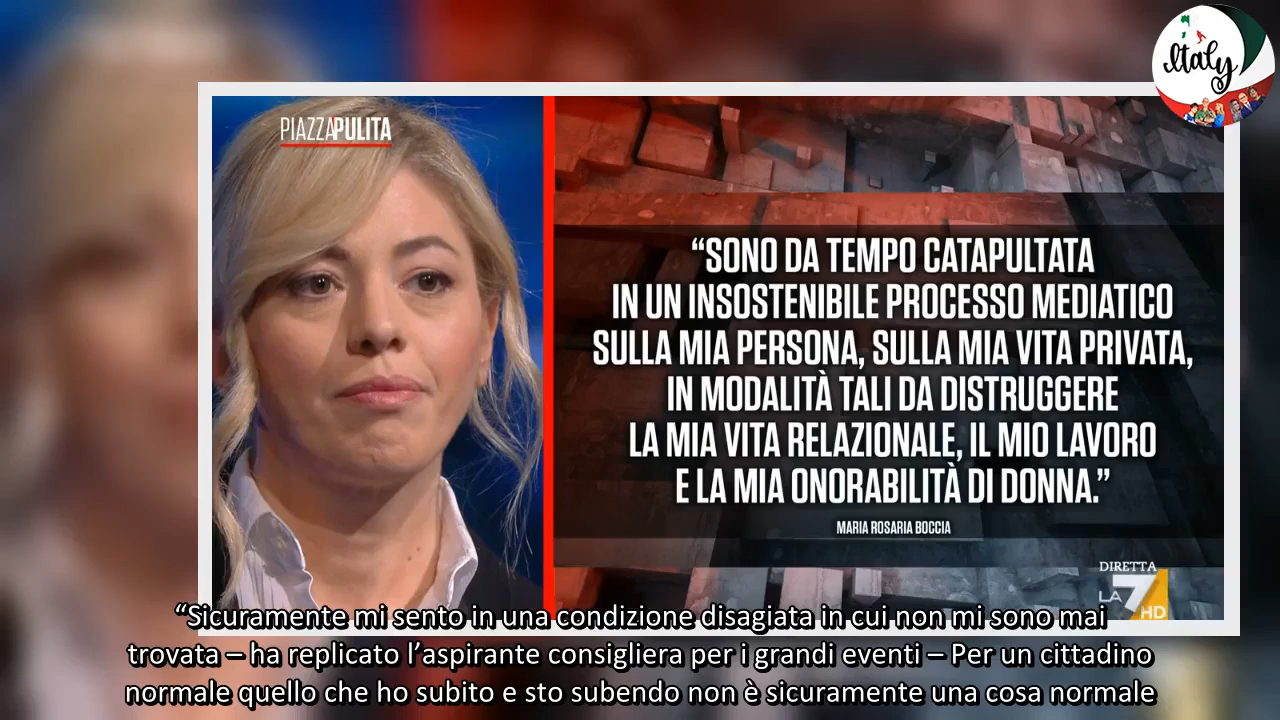 Italy
PIAZZAPULITA
“SONO DA TEMPO CATAPULTATA
IN UN INSOSTENIBILE PROCESSO MEDIATICO
SULLA MIA PERSONA, SULLA MIA VITA PRIVATA,
IN MODALITÀ TALI DA DISTRUGGERE
LA MIA VITA RELAZIONALE, IL MIO LAVORO
E LA MIA ONORABILITÀ DI DONNA.”
MARIA ROSARIA BOCCIA
DIRETTA
LA7
HD
“Sicuramente mi sento in una condizione disagiata in cui non mi sono mai
trovata – ha replicato l’aspirante consigliera per i grandi eventi – Per un cittadino
normale quello che ho subito e sto subendo non è sicuramente una cosa normale